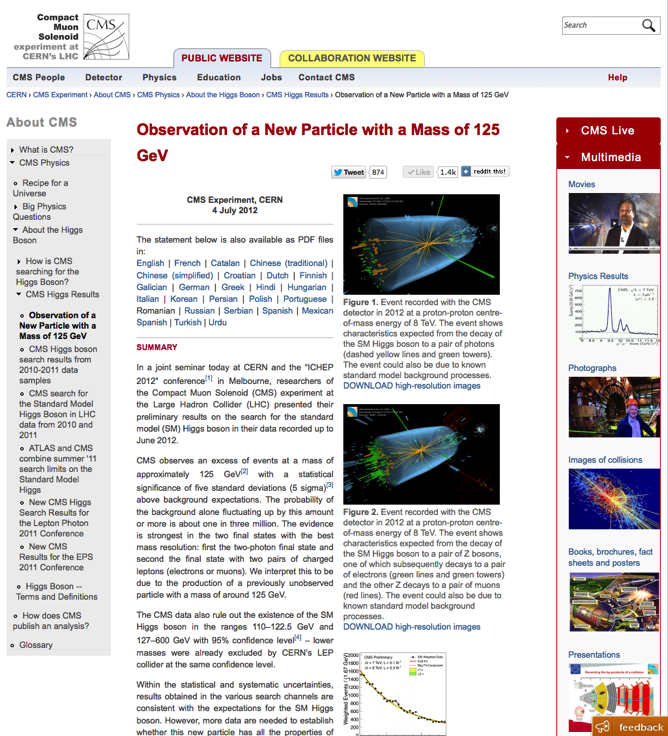 Compact
Muon
Solenoid
experiment at
CERN's LHC
CMS
Search
PUBLIC WEBSITE
COLLABORATION WEBSITE
CMS People Detector Physics Education Jobs Contact CMS Help
CERN › CMS Experiment › About CMS › CMS Physics › About the Higgs Boson › CMS Higgs Results › Observation of a New Particle with a Mass of 125 GeV
About CMS
What is CMS?
CMS Physics
Recipe for a
Universe
Big Physics
Questions
About the Higgs
Boson
How is CMS
searching for the
Higgs Boson?
CMS Higgs Results
Observation of a
New Particle with a
Mass of 125 GeV
CMS Higgs boson
search results from
2010-2011 data
samples
CMS search for
the Standard Model
Higgs Boson in LHC
data from 2010 and
2011
ATLAS and CMS
combine summer '11
search limits on the
Standard Model
Higgs
New CMS Higgs
Search Results for
the Lepton Photon
2011 Conference
New CMS
Results for the EPS
2011 Conference
Higgs Boson --
Terms and Definitions
How does CMS
publish an analysis?
Glossary
Observation of a New Particle with a Mass of 125
GeV
Tweet 874 Like 1.4k reddit this!
CMS Experiment, CERN
4 July 2012
The statement below is also available as PDF files
in:
English | French | Catalan | Chinese (traditional) |
Chinese (simplified) | Croatian | Dutch | Finnish |
Galician | German | Greek | Hindi | Hungarian |
Italian | Korean | Persian | Polish | Portuguese |
Romanian | Russian | Serbian | Spanish | Mexican
Spanish | Turkish | Urdu
SUMMARY
In a joint seminar today at CERN and the "ICHEP
2012" conference[1] in Melbourne, researchers of
the Compact Muon Solenoid (CMS) experiment at
the Large Hadron Collider (LHC) presented their
preliminary results on the search for the standard
model (SM) Higgs boson in their data recorded up to
June 2012.
CMS observes an excess of events at a mass of
approximately 125 GeV[2] with a statistical
significance of five standard deviations (5 sigma)[3]
above background expectations. The probability of
the background alone fluctuating up by this amount
or more is about one in three million. The evidence
is strongest in the two final states with the best
mass resolution: first the two-photon final state and
second the final state with two pairs of charged
leptons (electrons or muons). We interpret this to be
due to the production of a previously unobserved
particle with a mass of around 125 GeV.
The CMS data also rule out the existence of the SM
Higgs boson in the ranges 110–122.5 GeV and
127–600 GeV with 95% confidence level[4] – lower
masses were already excluded by CERN's LEP
collider at the same confidence level.
Within the statistical and systematic uncertainties,
results obtained in the various search channels are
consistent with the expectations for the SM Higgs
boson. However, more data are needed to establish
whether this new particle has all the properties of
Figure 1. Event recorded with the CMS
detector in 2012 at a proton-proton centre-
of-mass energy of 8 TeV. The event shows
characteristics expected from the decay of
the SM Higgs boson to a pair of photons
(dashed yellow lines and green towers).
The event could also be due to known
standard model background processes.
DOWNLOAD high-resolution images
Figure 2. Event recorded with the CMS
detector in 2012 at a proton-proton centre-
of-mass energy of 8 TeV. The event shows
characteristics expected from the decay of
the SM Higgs boson to a pair of Z bosons,
one of which subsequently decays to a pair
of electrons (green lines and green towers)
and the other Z decays to a pair of muons
(red lines). The event could also be due to
known standard model background
processes.
DOWNLOAD high-resolution images
CMS Preliminary
Weighted Events / (1.67 GeV)
CMS Live
Multimedia
Movies
Physics Results
Photographs
Images of collisions
Books, brochures, fact
sheets and posters
Presentations
feedback